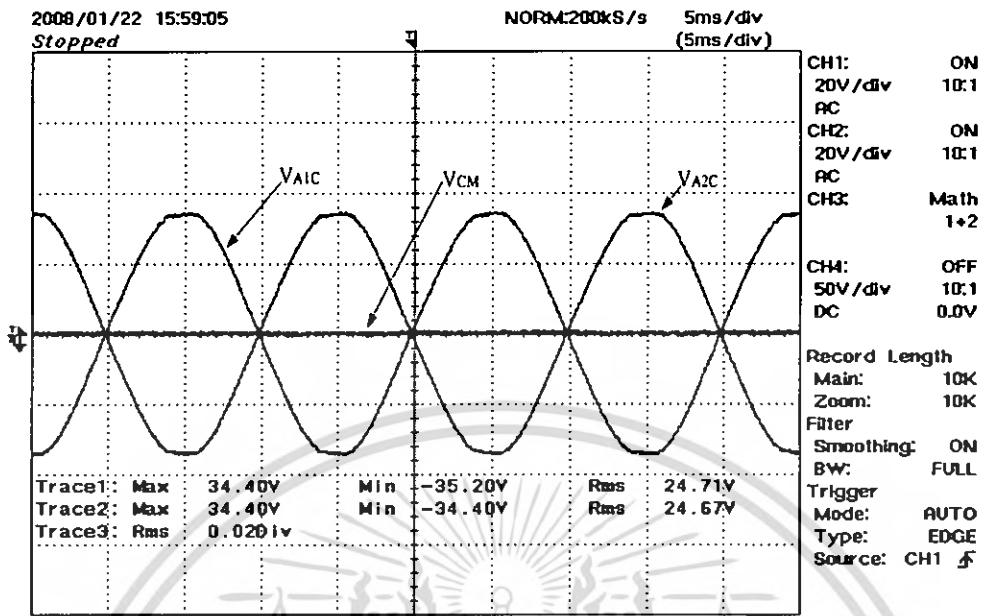 2008/01/22 15:59:05 NORM:200kS/s 5ms/div
Stopped (5ms/div)
CH1: ON
20V/div 10:1
AC
CH2: ON
20V/div 10:1
AC
CH3: Math
1+2
CH4: OFF
50V/div 10:1
DC 0.0V
Record Length
Main: 10K
Zoom: 10K
Filter
Smoothing: ON
BW: FULL
Trigger
Mode: AUTO
Type: EDGE
Source: CH1
VA1C VCM VA2C
Trace1: Max 34.40V Min -35.20V Rms 24.71V
Trace2: Max 34.40V Min -34.40V Rms 24.67V
Trace3: Rms 0.02Div